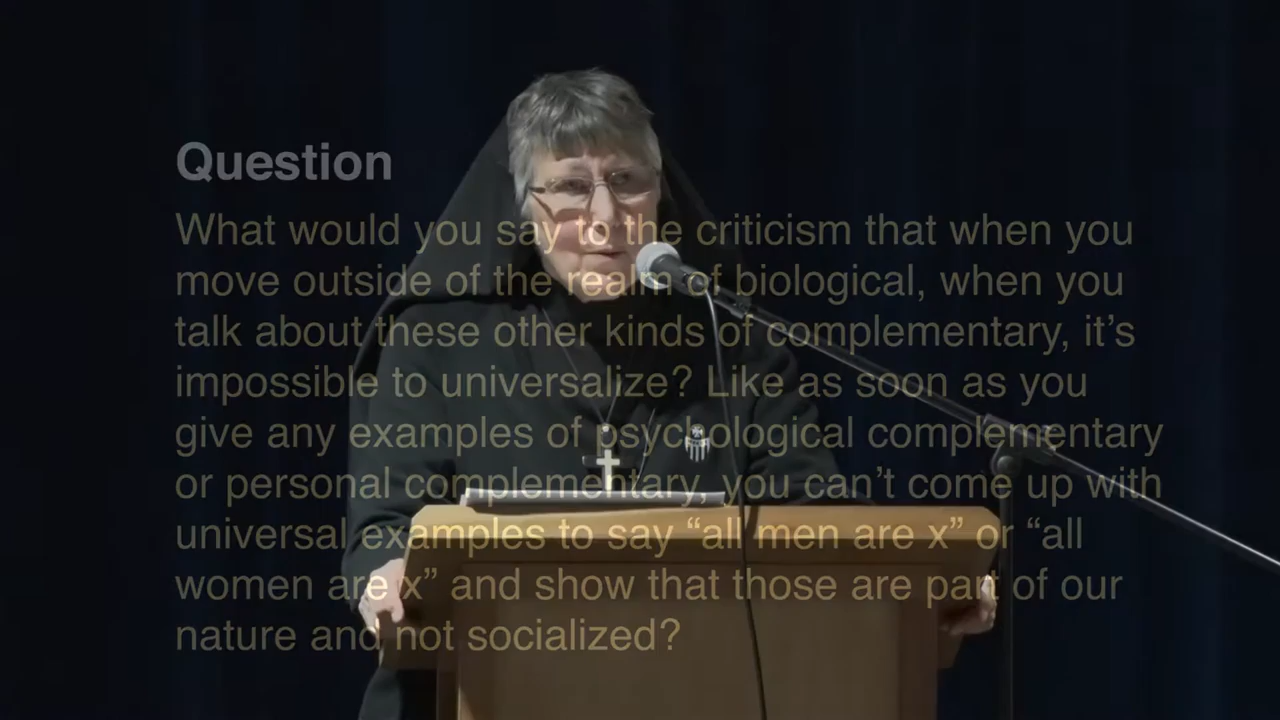 Question
What would you say to the criticism that when you
move outside of the realm of biological, when you
talk about these other kinds of complementary, it’s
impossible to universalize? Like as soon as you
give any examples of psychological complementary
or personal complementary, you can’t come up with
universal examples to say “all men are x” or “all
women are x” and show that those are part of our
nature and not socialized?